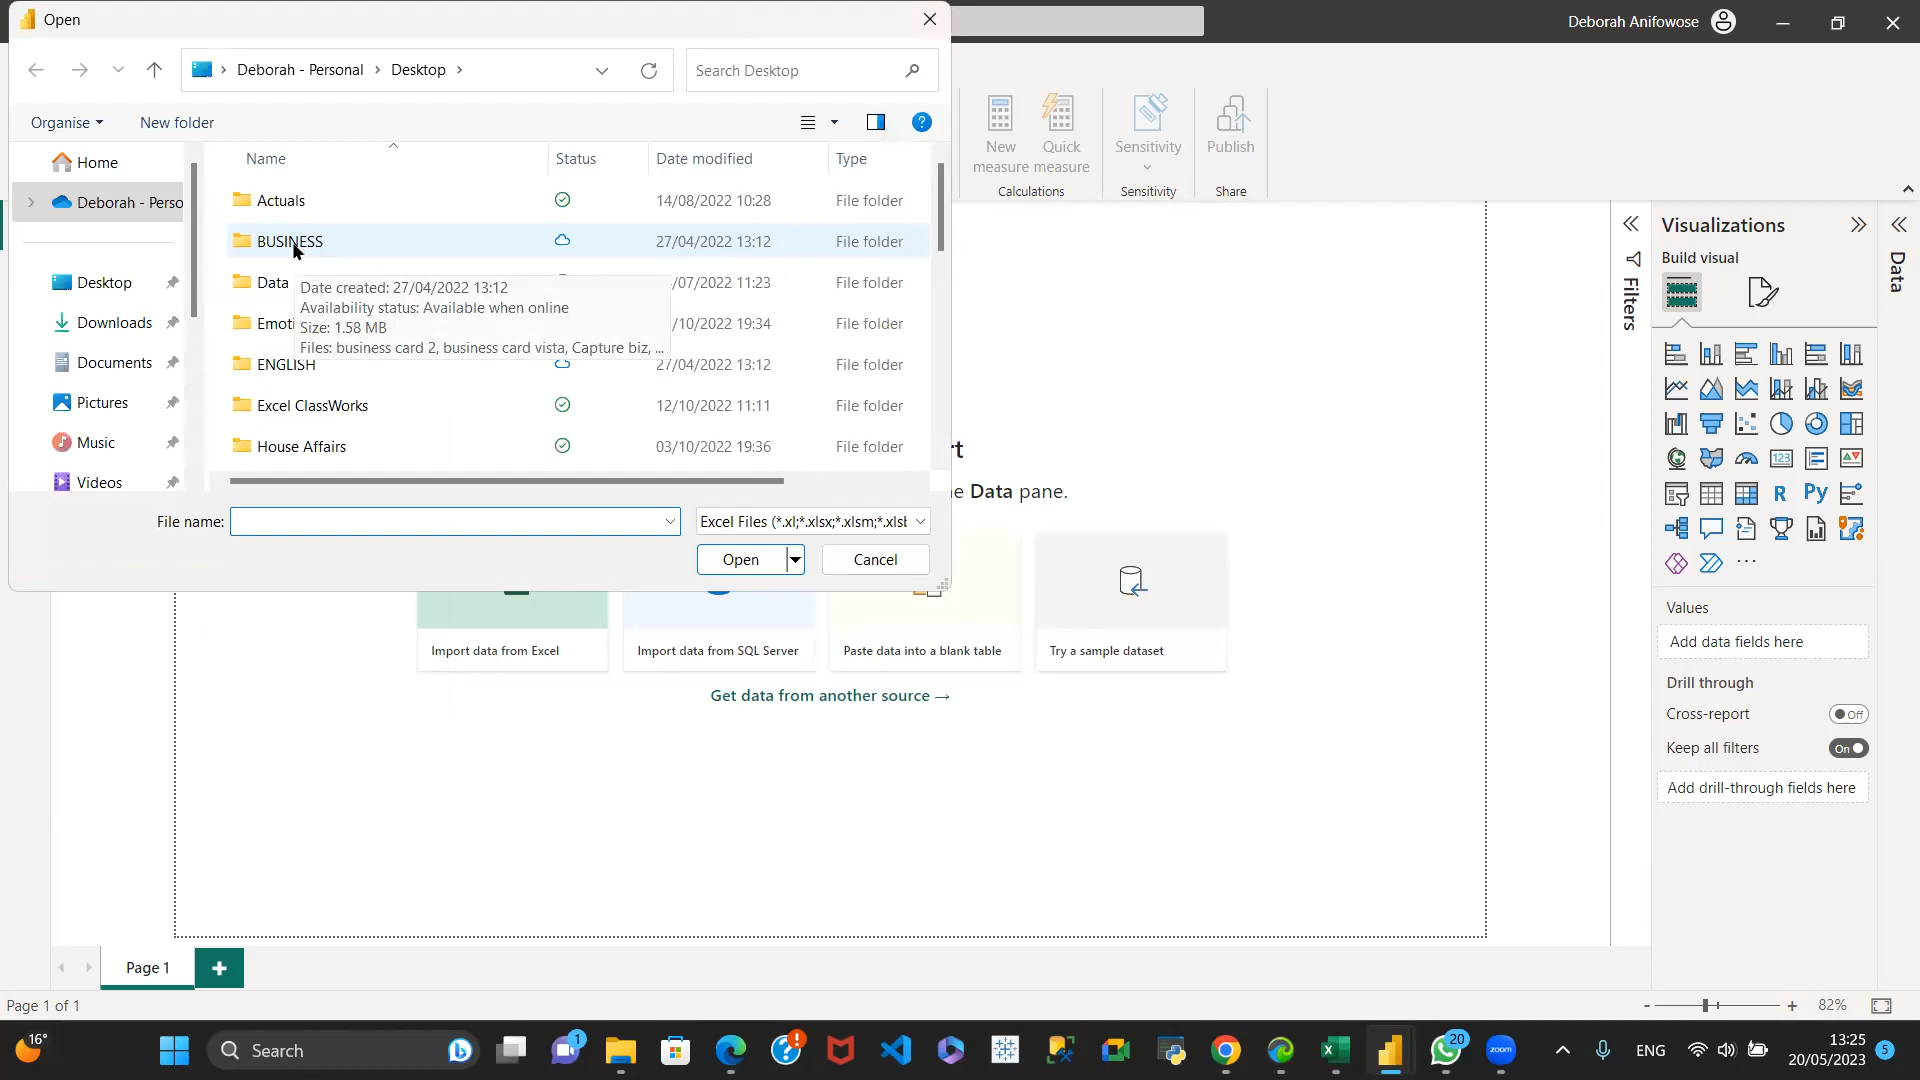 Open
Deborah Anifowose
Deborah - Personal > Desktop >
Search Desktop
Organise
New folder
Name
Status
Date modified
Type
Home
Deborah - Perso
Desktop
Downloads
Documents
Pictures
Music
Videos
Actuals
14/08/2022 10:28
File folder
BUSINESS
27/04/2022 13:12
File folder
Data
/07/2022 11:23
File folder
Emoti
/10/2022 19:34
File folder
Date created: 27/04/2022 13:12
Availability status: Available when online
Size: 1.58 MB
Files: business card 2, business card vista, Capture biz, ...
ENGLISH
27/04/2022 13:12
File folder
Excel ClassWorks
12/10/2022 11:11
File folder
House Affairs
03/10/2022 19:36
File folder
File name:
Excel Files (*.xl;*.xlsx;*.xlsm;*.xlsb
Open
Cancel
New measure
Quick measure
Calculations
Sensitivity
Sensitivity
Publish
Share
Visualizations
Build visual
Filters
Data
123
R
Py
Values
Add data fields here
Drill through
Cross-report
Off
Keep all filters
On
Add drill-through fields here
rt
ne Data pane.
Import data from Excel
Import data from SQL Server
Paste data into a blank table
Try a sample dataset
Get data from another source →
Page 1
+
Page 1 of 1
- + 82%
16°
Search
1
20
zoom
ENG
13:25
20/05/2023
5